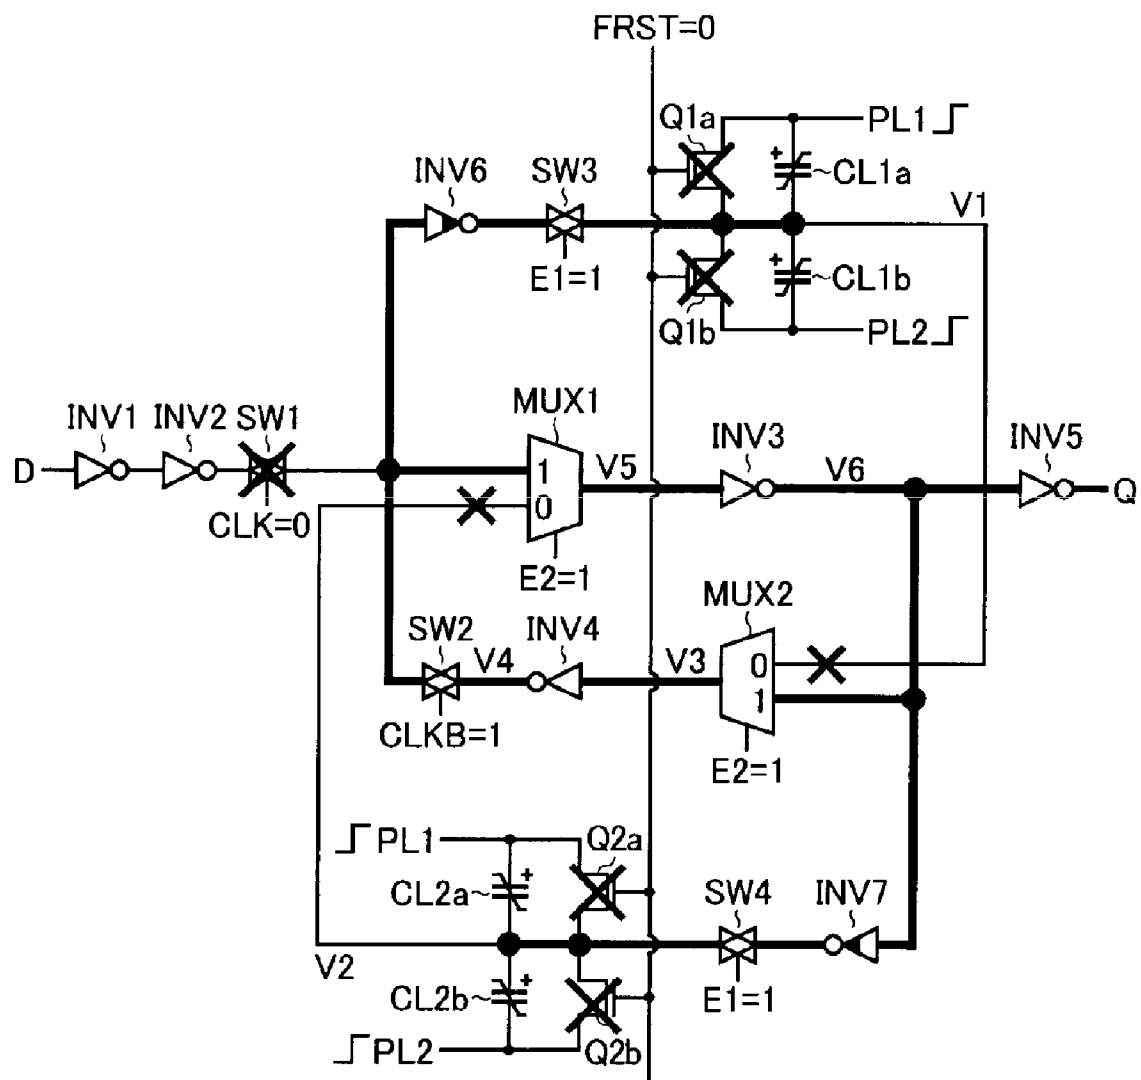 FRST=0
Q1a
PL1
INV6
SW3
+
CL1a
V1
E1=1
+
CL1b
Q1b
PL2
INV1
INV2
SW1
MUX1
INV3
INV5
D
1
V5
V6
Q
0
CLK=0
E2=1
MUX2
SW2
INV4
V4
V3
0
1
CLKB=1
E2=1
PL1
Q2a
+
CL2a
SW4
INV7
V2
+
CL2b
E1=1
PL2
Q2b